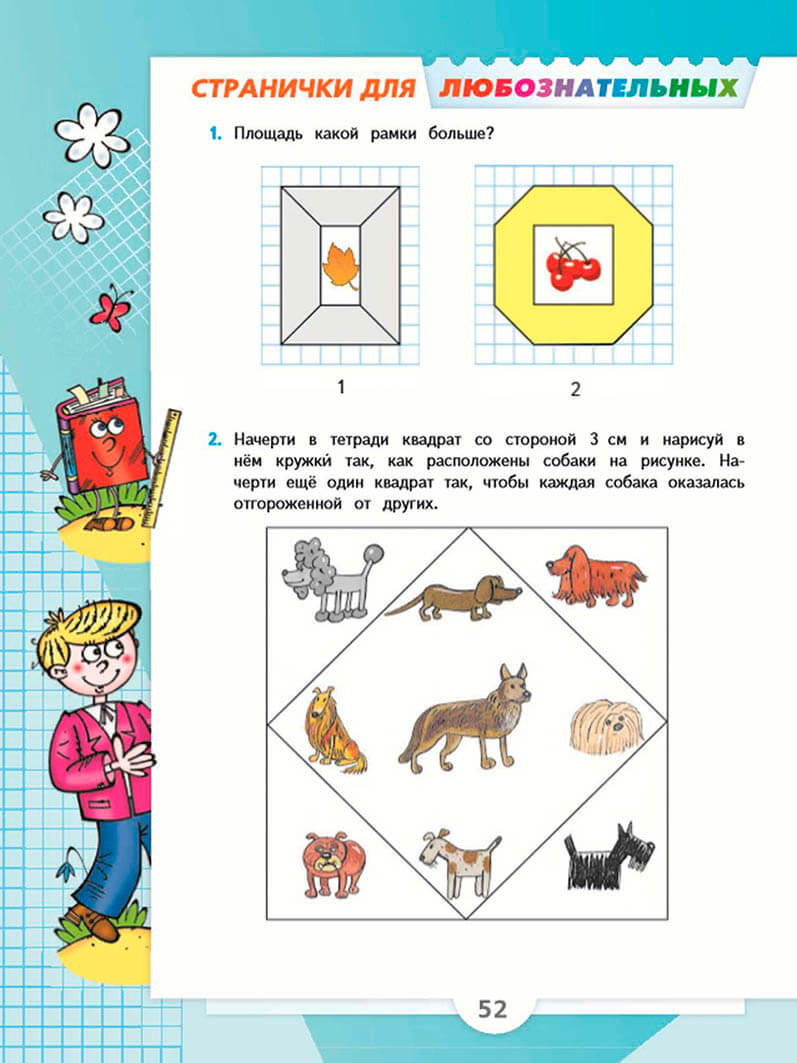 СТРАНИЧКИ ДЛЯ ЛЮБОЗНАТЕЛЬНЫХ
1. Площадь какой рамки больше?
1
2
2. Начерти в тетради квадрат со стороной 3 см и нарисуй в
нём кружки́ так, как расположены собаки на рисунке. На-
черти ещё один квадрат так, чтобы каждая собака оказалась
отгороженной от других.
52